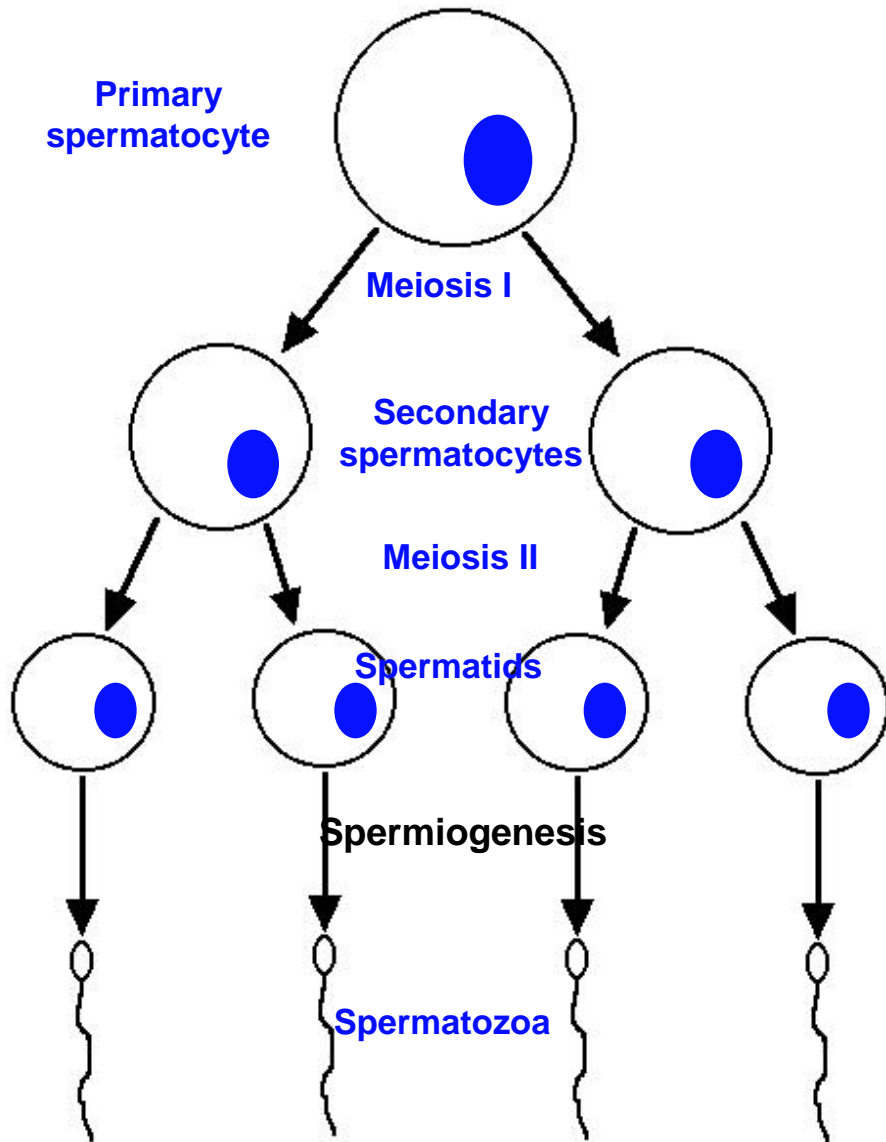 Primary
spermatocyte
Meiosis I
Secondary
spermatocytes
Meiosis II
Spermatids
Spermiogenesis
Spermatozoa